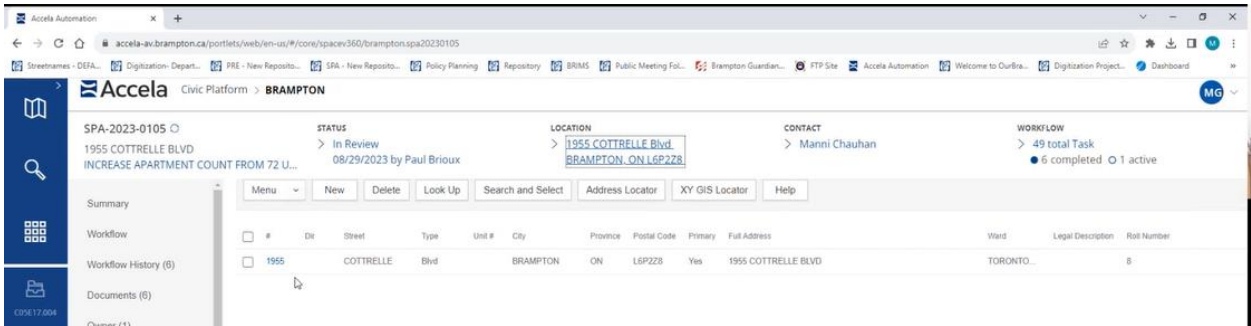 Accela Automation
accela-av.brampton.ca/portlets/web/en-us/#/core/spacev360/brampton.spa20230105
M
Streetnames - DEFA... Digitization- Depart... PRE - New Reposito... SPA - New Reposito... Policy Planning Repository BRIMS Public Meeting Fol... Brampton Guardian... FTP Site Accela Automation Welcome to OurBra... Digitization Project... Dashboard »
Accela Civic Platform > BRAMPTON
MG
SPA-2023-0105
1955 COTTRELLE BLVD
INCREASE APARTMENT COUNT FROM 72 U...
STATUS
In Review
08/29/2023 by Paul Brioux
LOCATION
1955 COTTRELLE Blvd
BRAMPTON, ON L6P2Z8
CONTACT
Manni Chauhan
WORKFLOW
49 total Task
6 completed 1 active
Menu New Delete Look Up Search and Select Address Locator XY GIS Locator Help
# Dir Street Type Unit # City Province Postal Code Primary Full Address Ward Legal Description Roll Number
1955 COTTRELLE Blvd BRAMPTON ON L6P2Z8 Yes 1955 COTTRELLE BLVD TORONTO... 8
Summary
Workflow
Workflow History (6)
Documents (6)
Owner (1)
C05E17.004